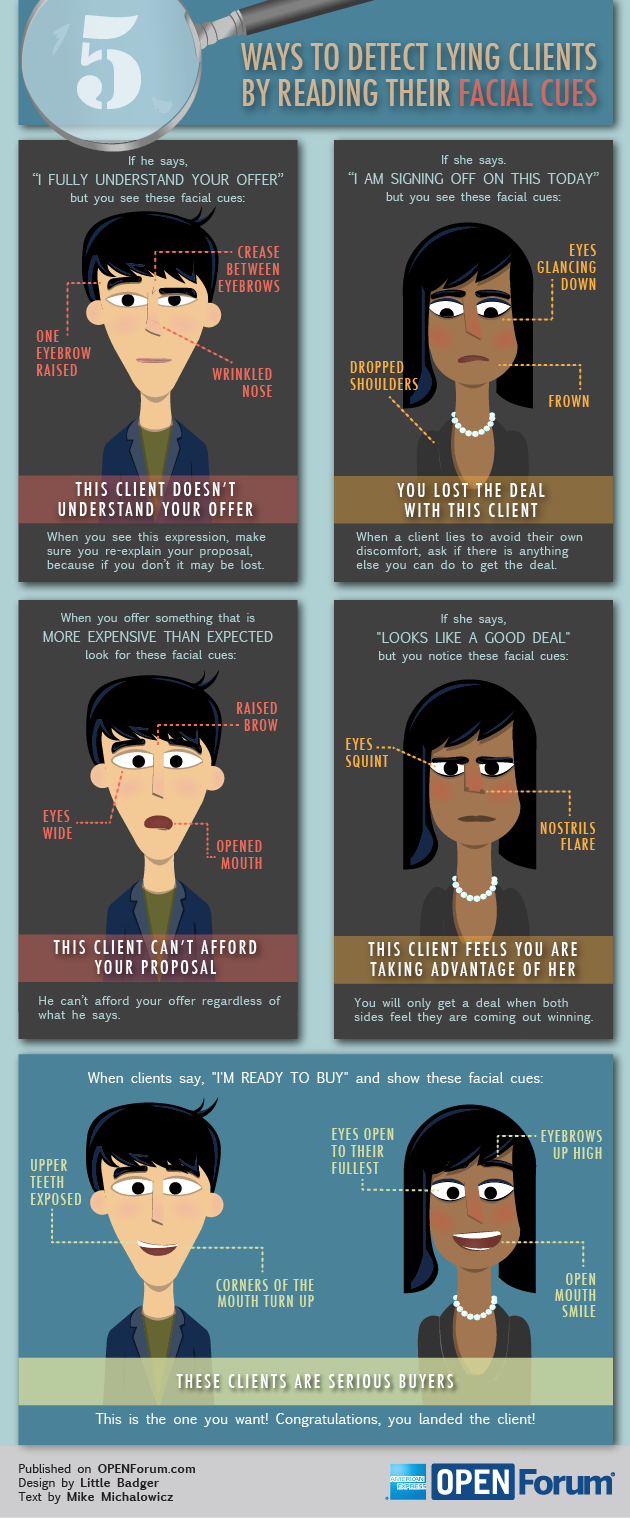 5
WAYS TO DETECT LYING CLIENTS
BY READING THEIR FACIAL CUES
If he says,
“I FULLY UNDERSTAND YOUR OFFER”
but you see these facial cues:
CREASE
BETWEEN
EYEBROWS
ONE
EYEBROW
RAISED
WRINKLED
NOSE
THIS CLIENT DOESN'T
UNDERSTAND YOUR OFFER
When you see this expression, make
sure you re-explain your proposal,
because if you don't it may be lost.
If she says.
“I AM SIGNING OFF ON THIS TODAY”
but you see these facial cues:
EYES
GLANCING
DOWN
DROPPED
SHOULDERS
FROWN
YOU LOST THE DEAL
WITH THIS CLIENT
When a client lies to avoid their own
discomfort, ask if there is anything
else you can do to get the deal.
When you offer something that is
MORE EXPENSIVE THAN EXPECTED
look for these facial cues:
RAISED
BROW
EYES
WIDE
OPENED
MOUTH
THIS CLIENT CAN'T AFFORD
YOUR PROPOSAL
He can't afford your offer regardless of
what he says.
If she says,
"LOOKS LIKE A GOOD DEAL"
but you notice these facial cues:
EYES
SQUINT
NOSTRILS
FLARE
THIS CLIENT FEELS YOU ARE
TAKING ADVANTAGE OF HER
You will only get a deal when both
sides feel they are coming out winning.
When clients say, "I'M READY TO BUY" and show these facial cues:
UPPER
TEETH
EXPOSED
CORNERS OF THE
MOUTH TURN UP
EYES OPEN
TO THEIR
FULLEST
EYEBROWS
UP HIGH
OPEN
MOUTH
SMILE
THESE CLIENTS ARE SERIOUS BUYERS
This is the one you want! Congratulations, you landed the client!
Published on OPENForum.com
Design by Little Badger
Text by Mike Michalowicz
AMERICAN
EXPRESS
OPEN Forum